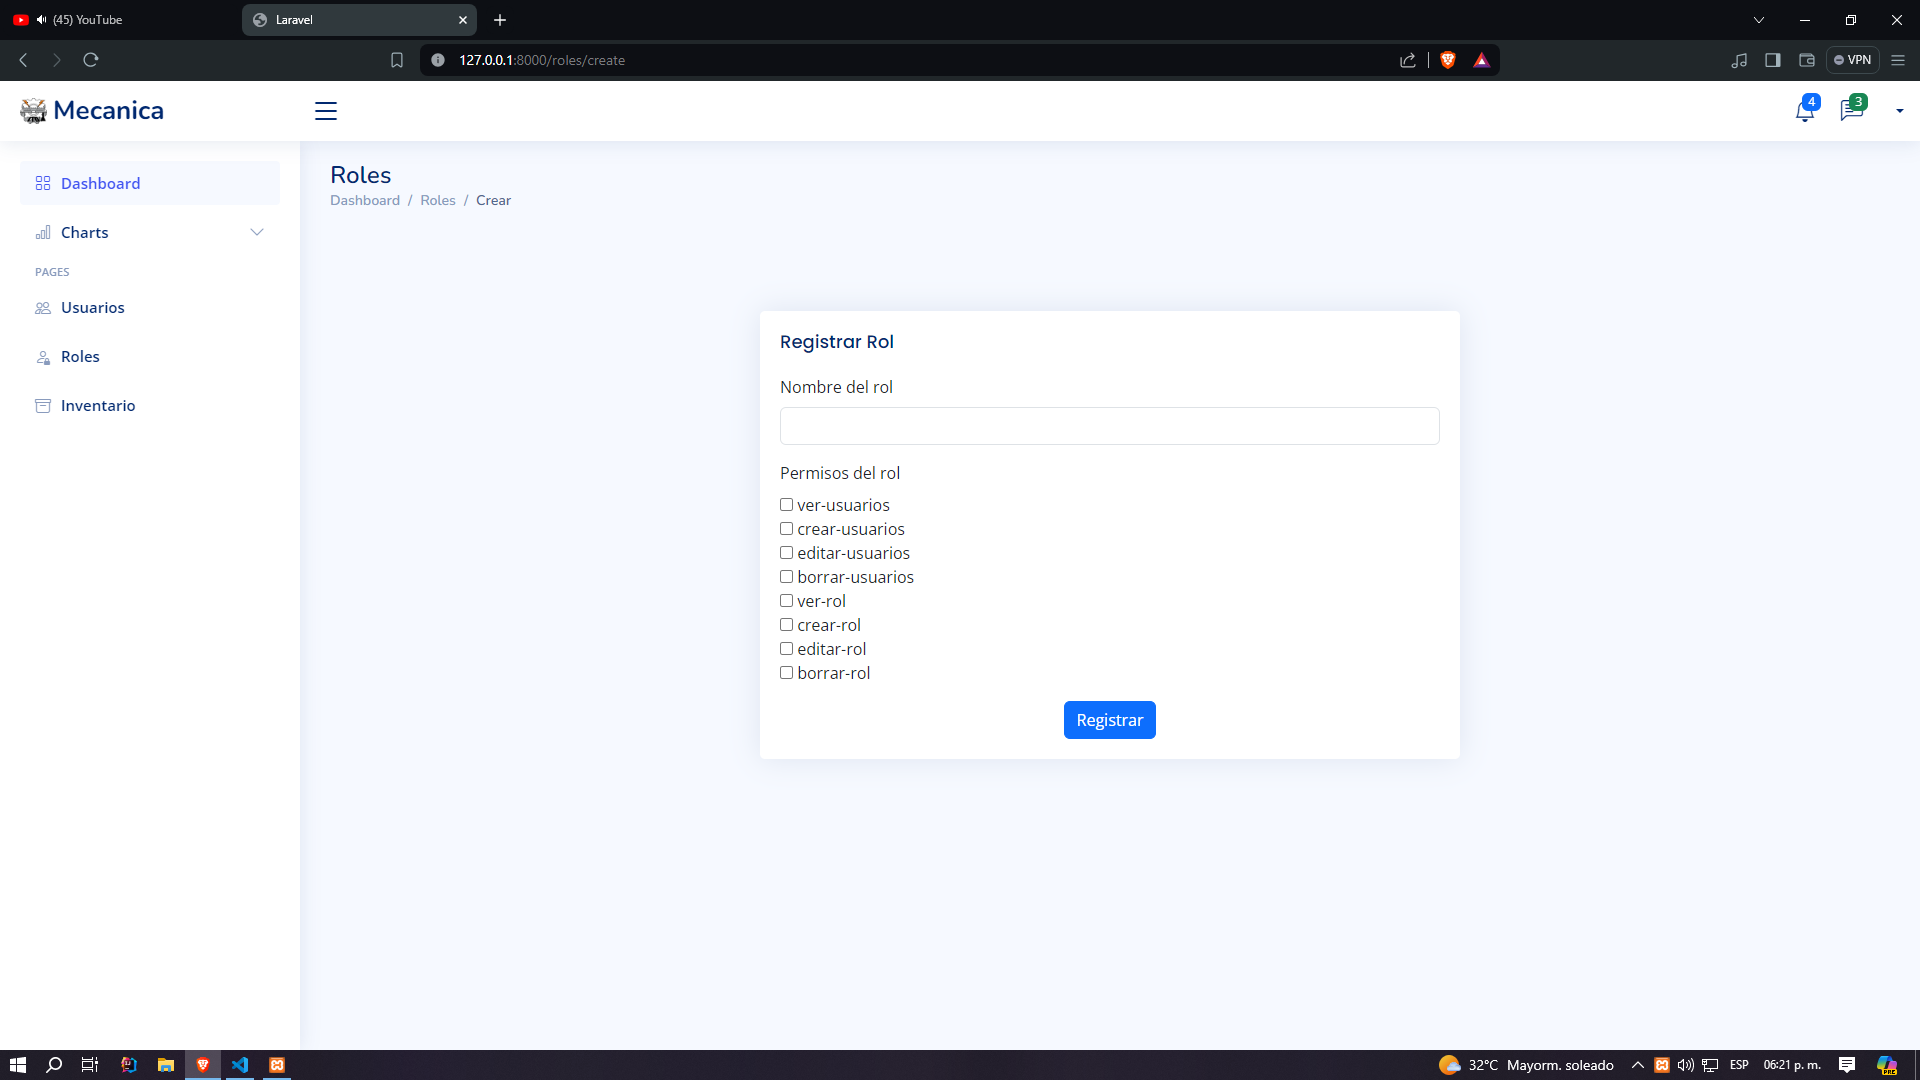 (45) YouTube
Laravel
127.0.0.1:8000/roles/create
VPN
Mecanica
4
3
Dashboard
Charts
PAGES
Usuarios
Roles
Inventario
Roles
Dashboard / Roles / Crear
Registrar Rol
Nombre del rol
Permisos del rol
ver-usuarios
crear-usuarios
editar-usuarios
borrar-usuarios
ver-rol
crear-rol
editar-rol
borrar-rol
Registrar
32°C Mayorm. soleado
ESP
06:21 p. m.
PRE